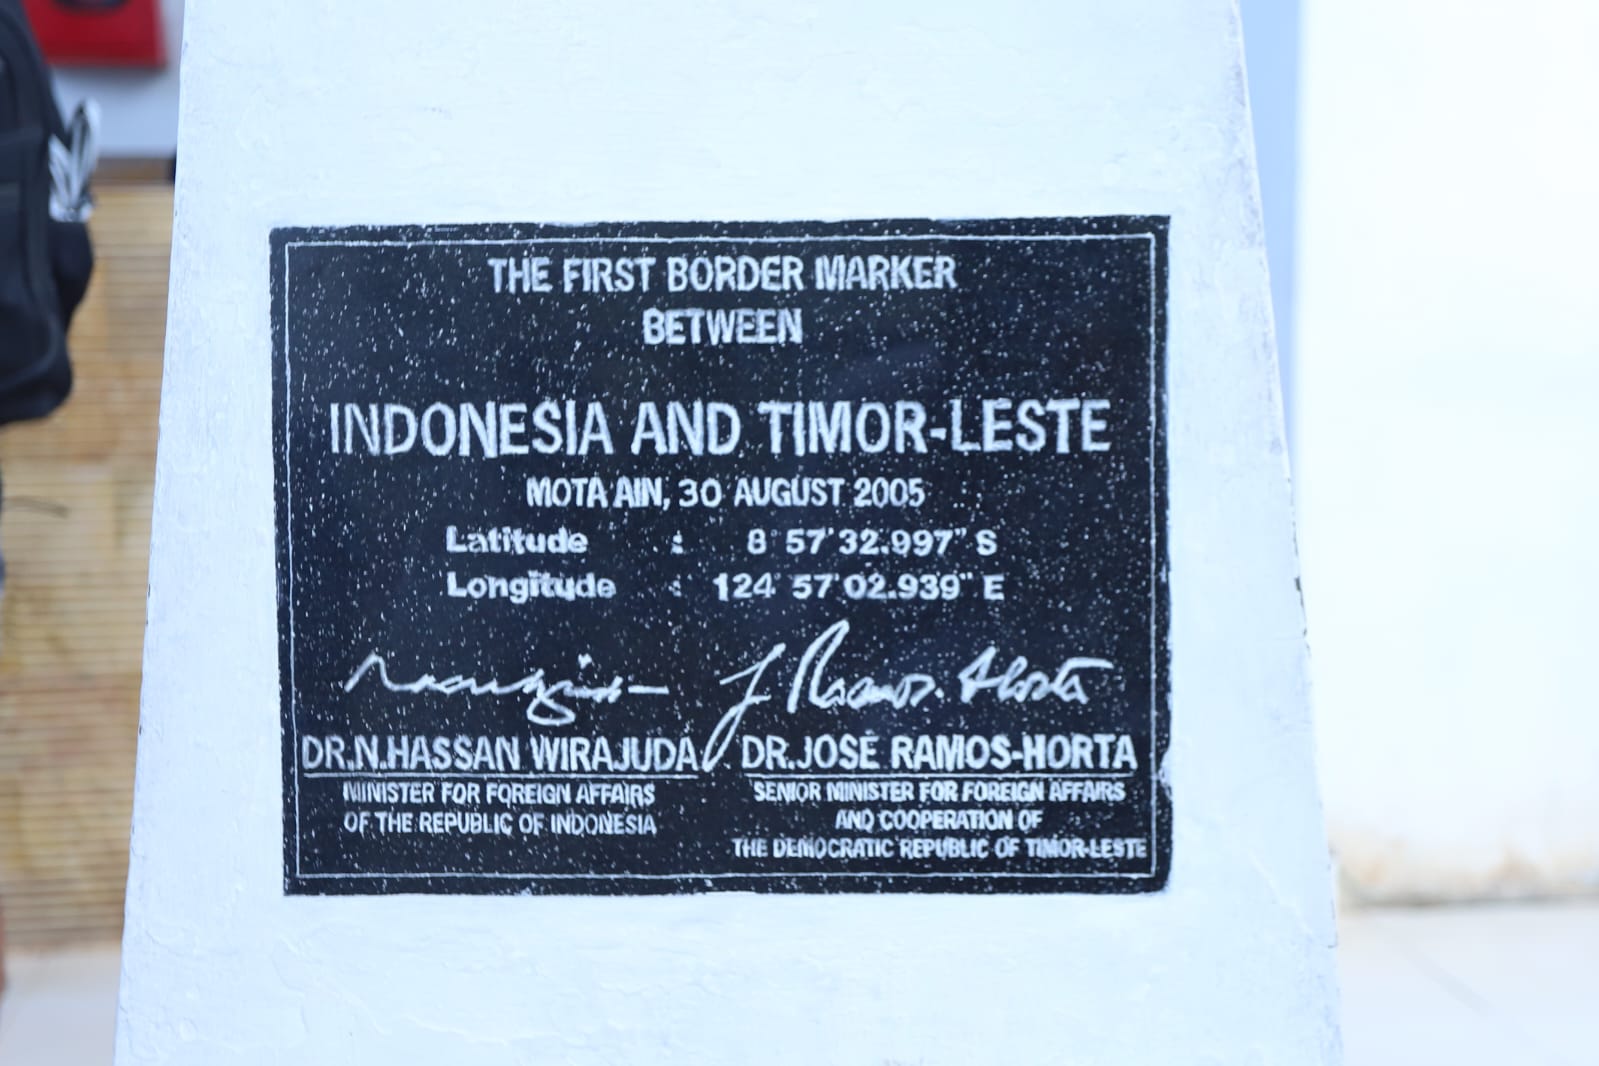 THE FIRST BORDER MARKER
BETWEEN
INDONESIA AND TIMOR-LESTE
MOTA AIN, 30 AUGUST 2005
Latitude : 8° 57' 32.997" S
Longitude : 124° 57' 02.939" E
J Ramos Horta
DR.N.HASSAN WIRAJUDA
MINISTER FOR FOREIGN AFFAIRS
OF THE REPUBLIC OF INDONESIA
DR.JOSE RAMOS-HORTA
SENIOR MINISTER FOR FOREIGN AFFAIRS
AND COOPERATION OF
THE DEMOCRATIC REPUBLIC OF TIMOR-LESTE